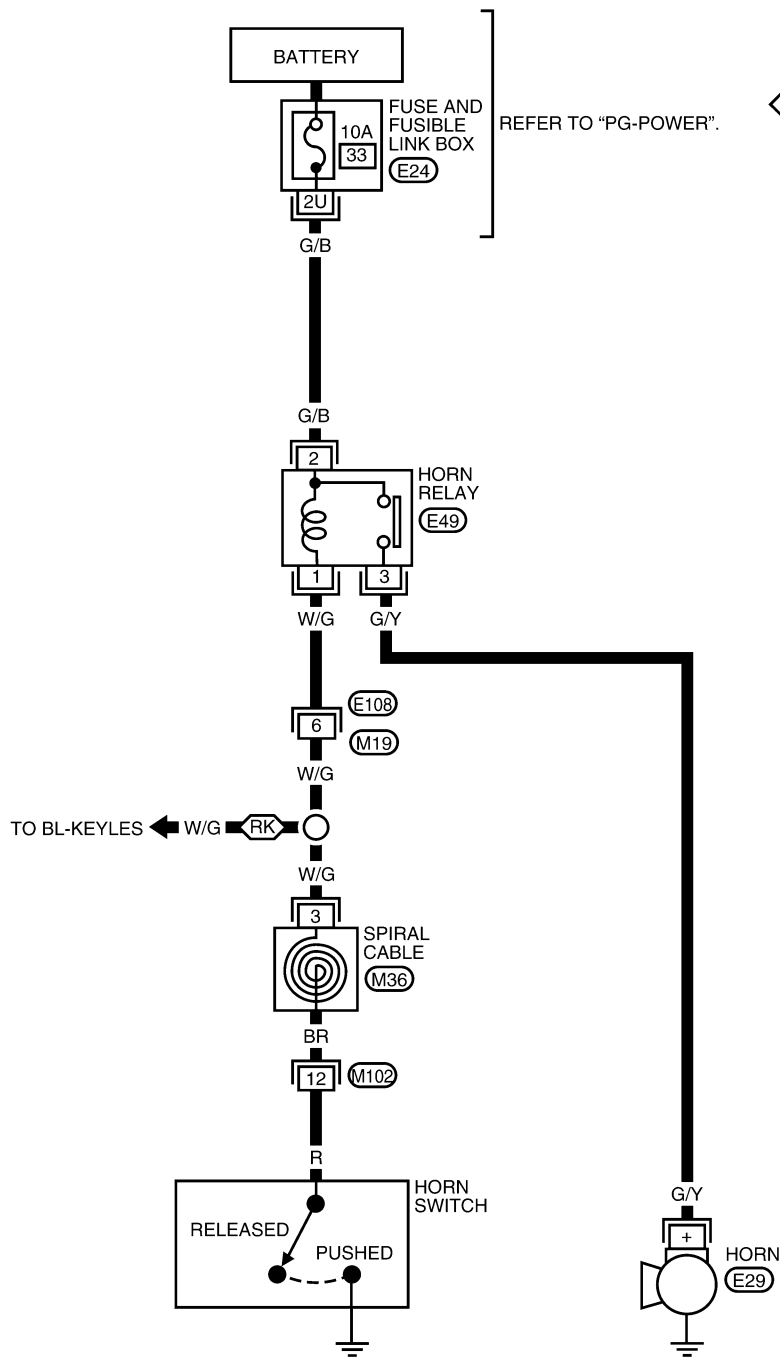 BATTERY
FUSE AND
FUSIBLE
LINK BOX
10A
33
E24
REFER TO “PG-POWER”.
2U
G/B
G/B
2
HORN
RELAY
E49
1
3
W/G
G/Y
E108
6
M19
W/G
TO BL-KEYLES
W/G
RK
W/G
3
SPIRAL
CABLE
M36
BR
12
M102
R
HORN
SWITCH
RELEASED
PUSHED
G/Y
+
HORN
E29